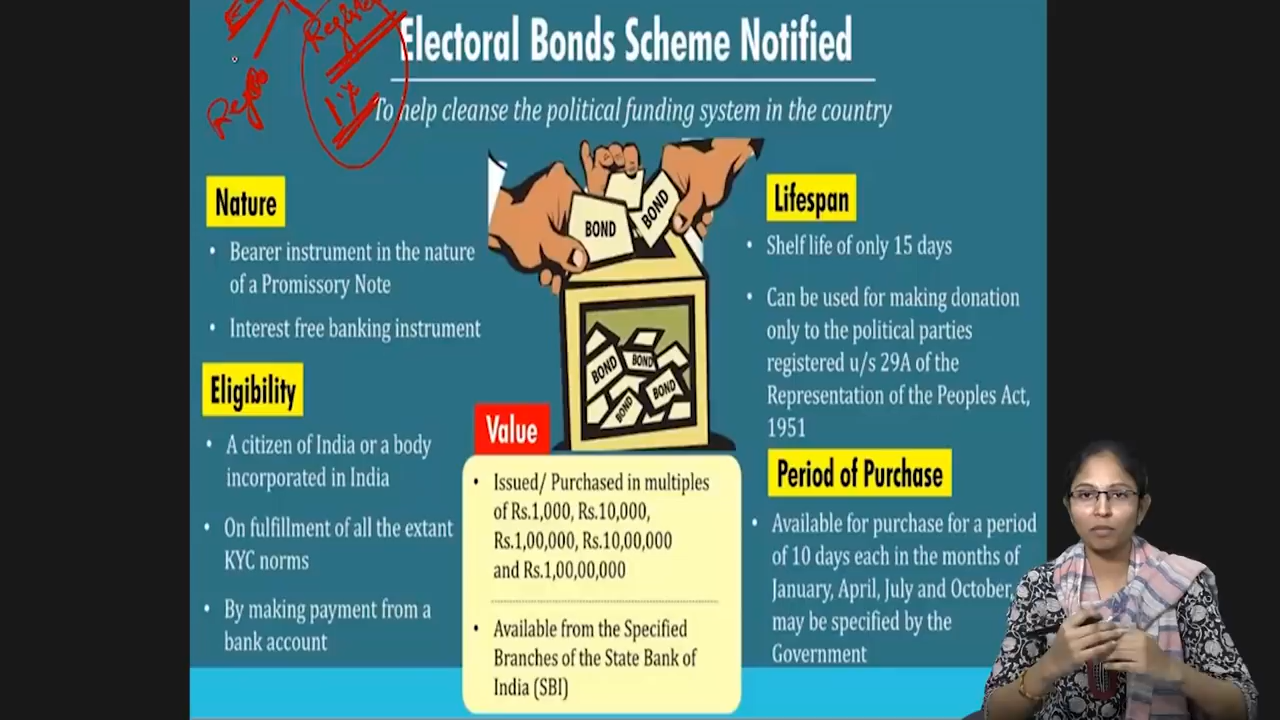 Register
1%
Electoral Bonds Scheme Notified
To help cleanse the political funding system in the country
Nature
• Bearer instrument in the nature
of a Promissory Note
• Interest free banking instrument
Eligibility
• A citizen of India or a body
incorporated in India
• On fulfillment of all the extant
KYC norms
• By making payment from a
bank account
BOND
BOND
BOND
BOND
BOND
BOND
Value
• Issued/ Purchased in multiples
of Rs.1,000, Rs.10,000,
Rs.1,00,000, Rs.10,00,000
and Rs.1,00,00,000
• Available from the Specified
Branches of the State Bank of
India (SBI)
Lifespan
• Shelf life of only 15 days
• Can be used for making donation
only to the political parties
registered u/s 29A of the
Representation of the Peoples Act,
1951
Period of Purchase
• Available for purchase for a period
of 10 days each in the months of
January, April, July and October,
may be specified by the
Government